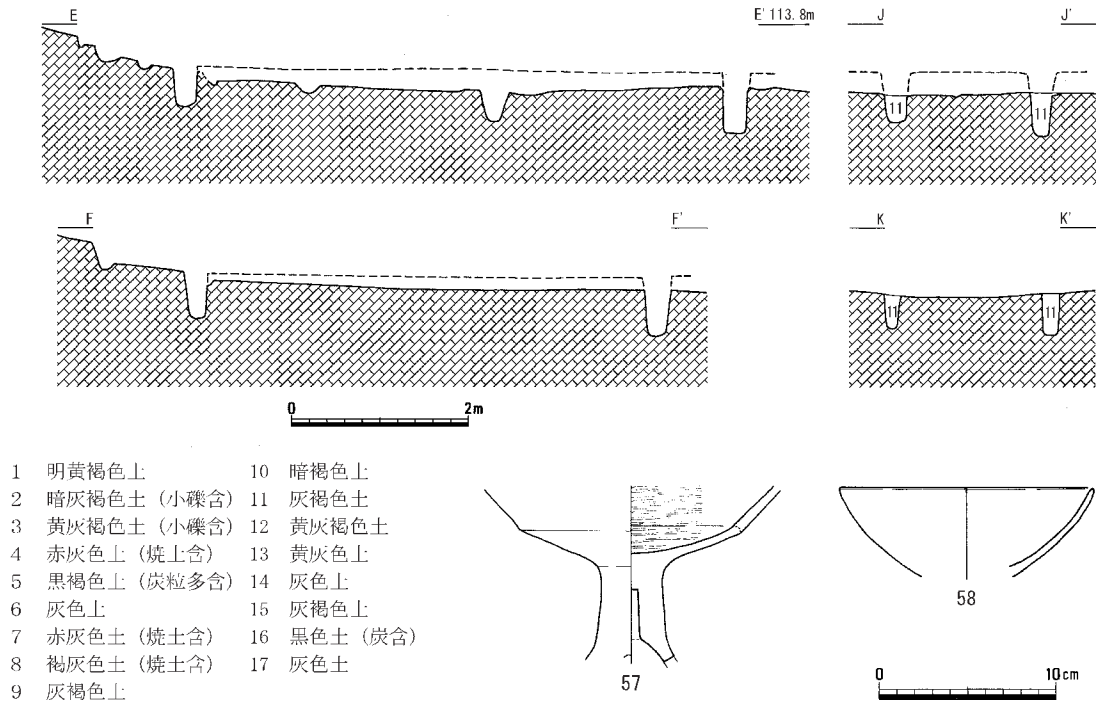 E E' 113.8m J J'
11 11
F F' K K'
11 11
0 2m
1 明黄褐色土
2 暗灰褐色土（小礫含）
3 黄灰褐色土（小礫含）
4 赤灰色土（焼土含）
5 黒褐色土（炭粒多含）
6 灰色土
7 赤灰色土（焼土含）
8 褐灰色土（焼土含）
9 灰褐色土
10 暗褐色土
11 灰褐色土
12 黄灰褐色土
13 黄灰色土
14 灰色土
15 灰褐色土
16 黒色土（炭含）
17 灰色土
57
58
0 10cm